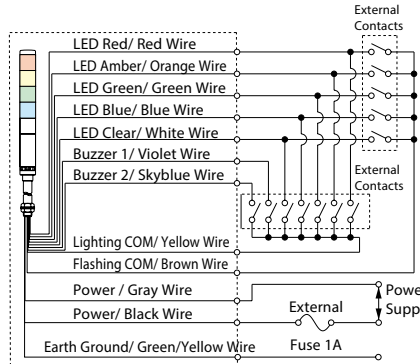 External
Contacts
LED Red/ Red Wire
LED Amber/ Orange Wire
LED Green/ Green Wire
LED Blue/ Blue Wire
LED Clear/ White Wire
Buzzer 1/ Violet Wire
Buzzer 2/ Skyblue Wire
External
Contacts
Lighting COM/ Yellow Wire
Flashing COM/ Brown Wire
Power / Gray Wire
Power/ Black Wire
External
Fuse 1A
Earth Ground/ Green/Yellow Wire